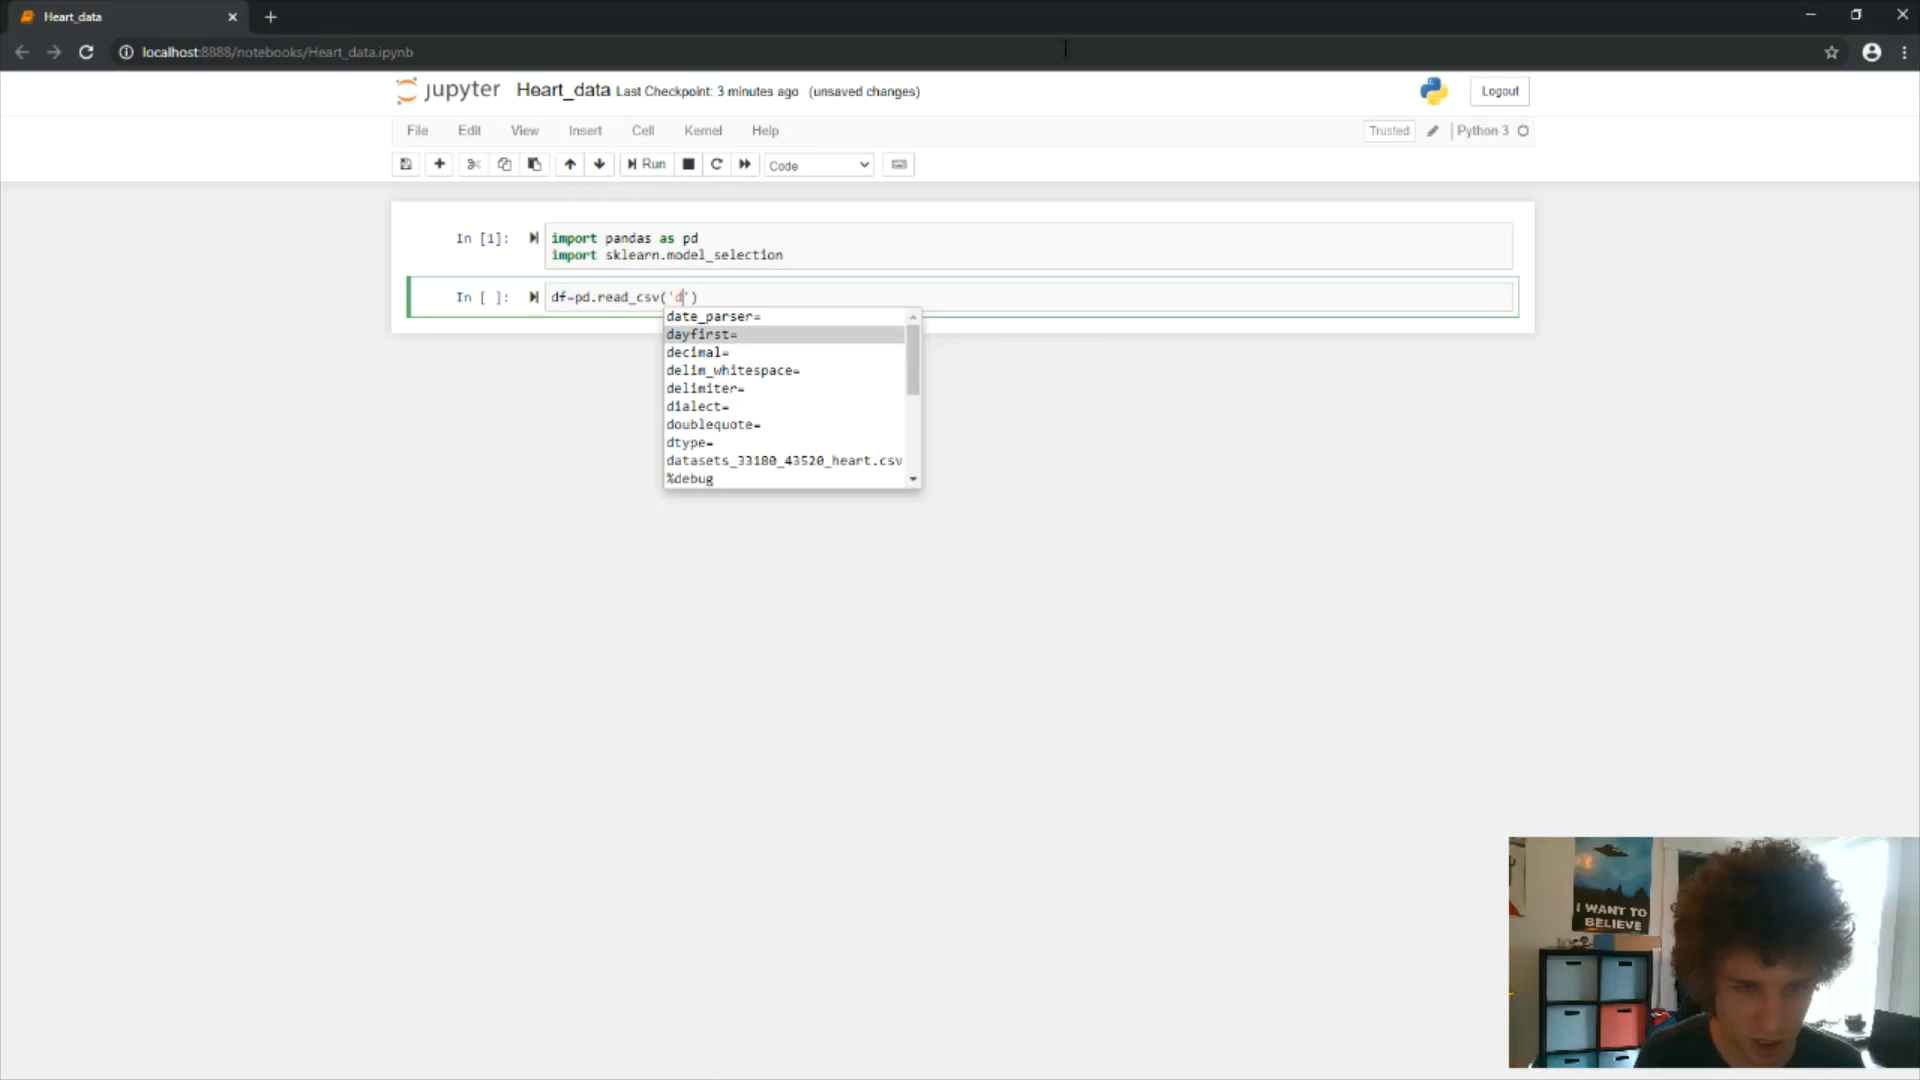 Heart_data
localhost:8888/notebooks/Heart_data.ipynb
jupyter Heart_data Last Checkpoint: 3 minutes ago (unsaved changes)
Logout
File Edit View Insert Cell Kernel Help
Trusted Python 3
Run Code
In [1]: import pandas as pd
import sklearn.model_selection
In [ ]: df=pd.read_csv('d')
date_parser=
dayfirst=
decimal=
delim_whitespace=
delimiter=
dialect=
doublequote=
dtype=
datasets_33180_43520_heart.csv
%debug
I WANT TO
BELIEVE